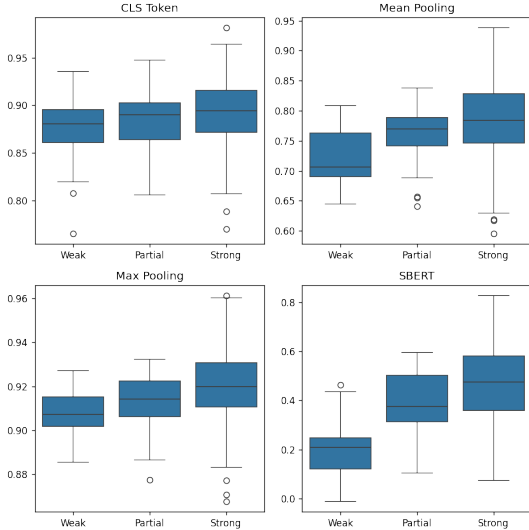 CLS Token
0.95
0.90
0.85
0.80
Weak
Partial
Strong
Mean Pooling
0.95
0.90
0.85
0.80
0.75
0.70
0.65
0.60
Weak
Partial
Strong
Max Pooling
0.96
0.94
0.92
0.90
0.88
Weak
Partial
Strong
SBERT
0.8
0.6
0.4
0.2
0.0
Weak
Partial
Strong